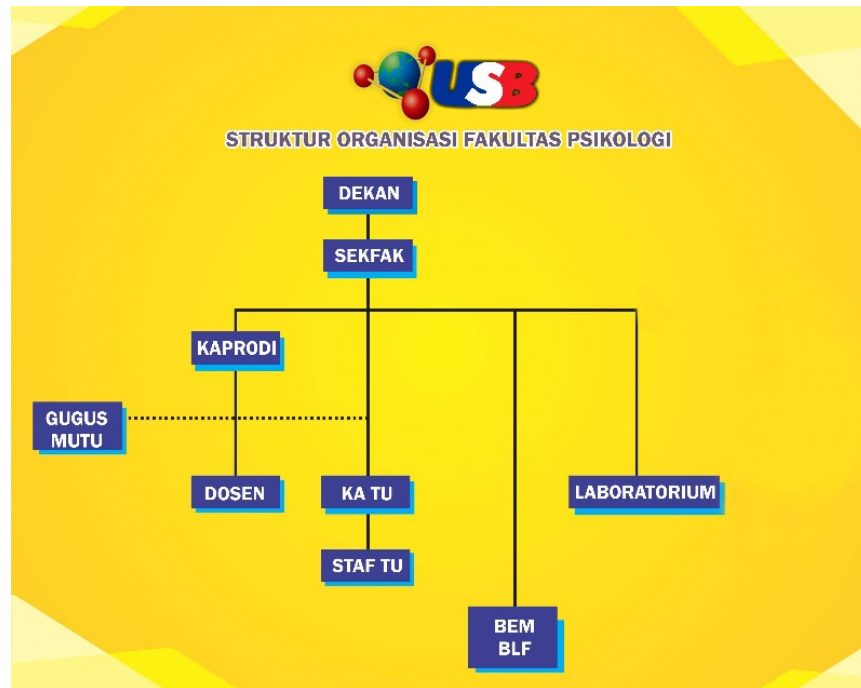 USB
STRUKTUR ORGANISASI FAKULTAS PSIKOLOGI
DEKAN
SEKFAK
KAPRODI
GUGUS
MUTU
DOSEN
KA TU
LABORATORIUM
STAF TU
BEM
BLF